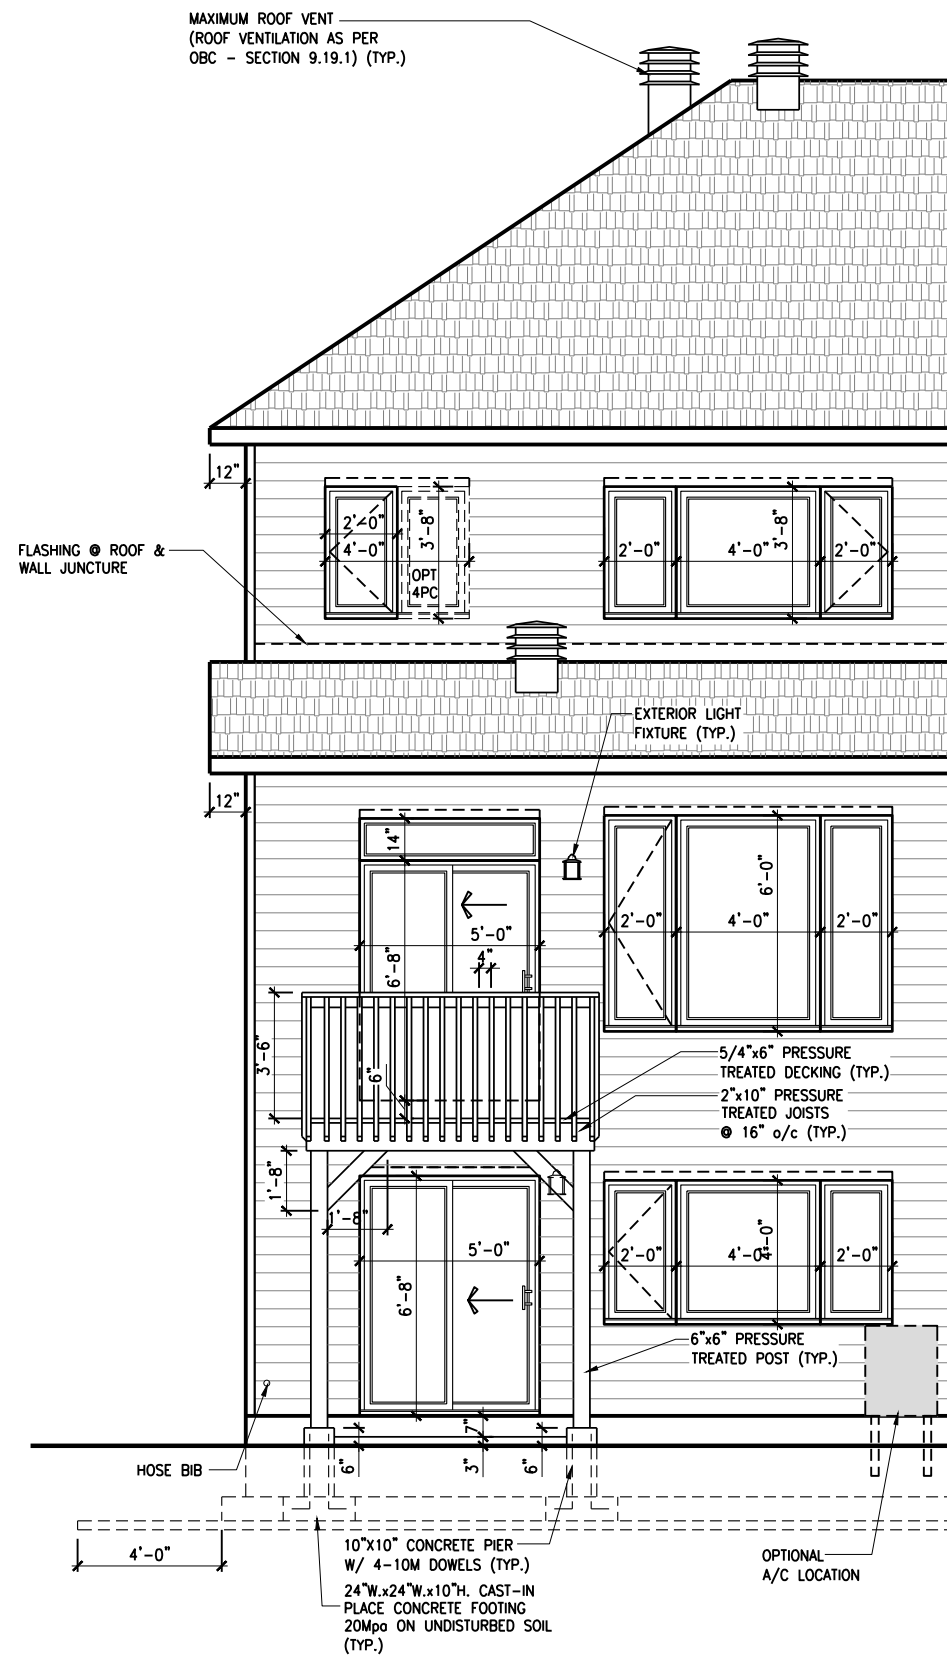 MAXIMUM ROOF VENT
(ROOF VENTILATION AS PER
OBC - SECTION 9.19.1) (TYP.)
12"
2'-0"
4'-0"
3'-8"
OPT
4PC
2'-0"
4'-0"
3'-8"
2'-0"
FLASHING @ ROOF &
WALL JUNCTURE
EXTERIOR LIGHT
FIXTURE (TYP.)
12"
14"
6'-0"
2'-0"
4'-0"
2'-0"
5'-0"
4"
6'-8"
3'-6"
6"
5/4"x6" PRESSURE
TREATED DECKING (TYP.)
2"x10" PRESSURE
TREATED JOISTS
@ 16" o/c (TYP.)
1'-8"
1'-8"
5'-0"
6'-8"
2'-0"
4'-0"
4'-0"
2'-0"
6"x6" PRESSURE
TREATED POST (TYP.)
7"
6"
3"
6"
HOSE BIB
4'-0"
10"X10" CONCRETE PIER
W/ 4-10M DOWELS (TYP.)
24"W.x24"W.x10"H. CAST-IN
PLACE CONCRETE FOOTING
20Mpa ON UNDISTURBED SOIL
(TYP.)
OPTIONAL
A/C LOCATION